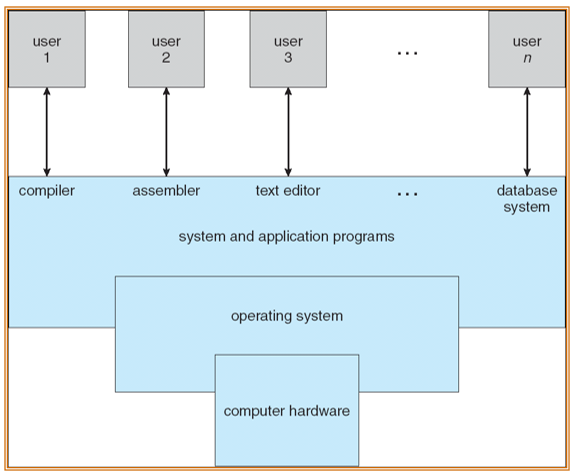 user
1
user
2
user
3
...
user
n
compiler
assembler
text editor
...
database
system
system and application programs
operating system
computer hardware